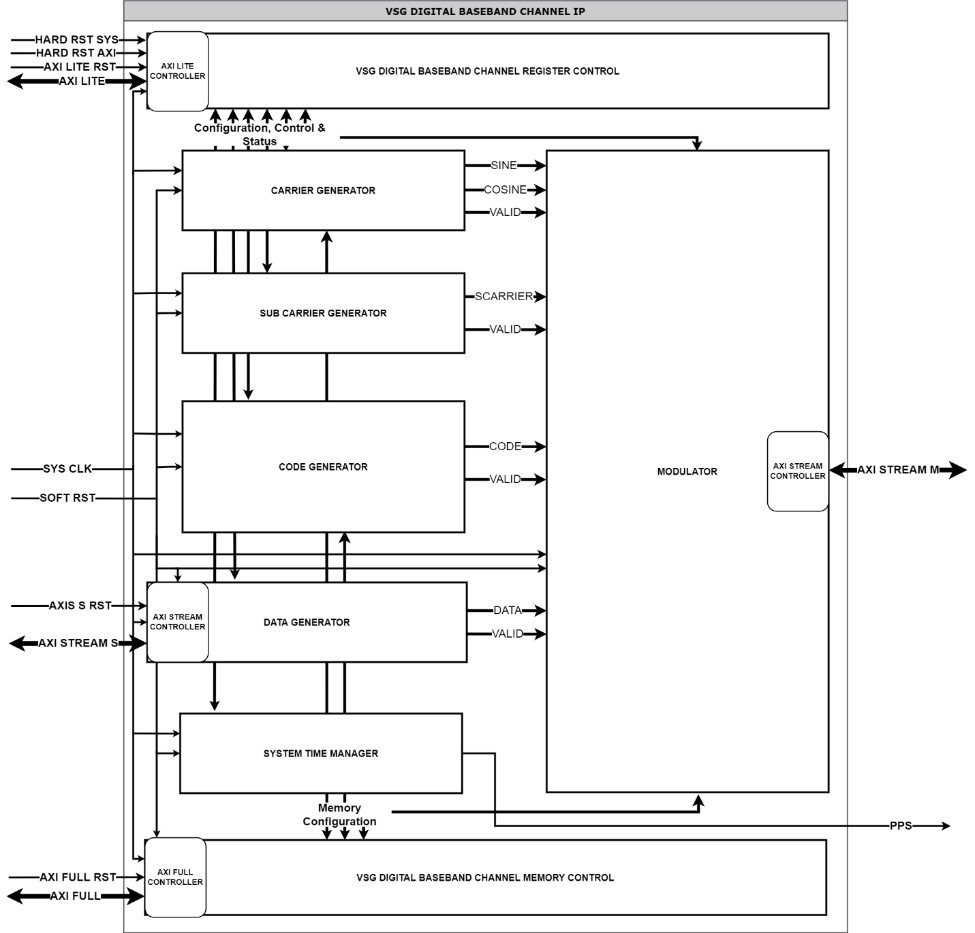 VSG DIGITAL BASEBAND CHANNEL IP
HARD RST SYS
HARD RST AXI
AXI LITE RST
AXI LITE
AXI LITE
CONTROLLER
VSG DIGITAL BASEBAND CHANNEL REGISTER CONTROL
Configuration, Control &
Status
CARRIER GENERATOR
SINE
COSINE
VALID
SUB CARRIER GENERATOR
SCARRIER
VALID
CODE GENERATOR
CODE
VALID
MODULATOR
AXI STREAM
CONTROLLER
AXI STREAM M
SYS CLK
SOFT RST
AXIS S RST
AXI STREAM S
AXI STREAM
CONTROLLER
DATA GENERATOR
DATA
VALID
SYSTEM TIME MANAGER
Memory
Configuration
PPS
AXI FULL RST
AXI FULL
AXI FULL
CONTROLLER
VSG DIGITAL BASEBAND CHANNEL MEMORY CONTROL